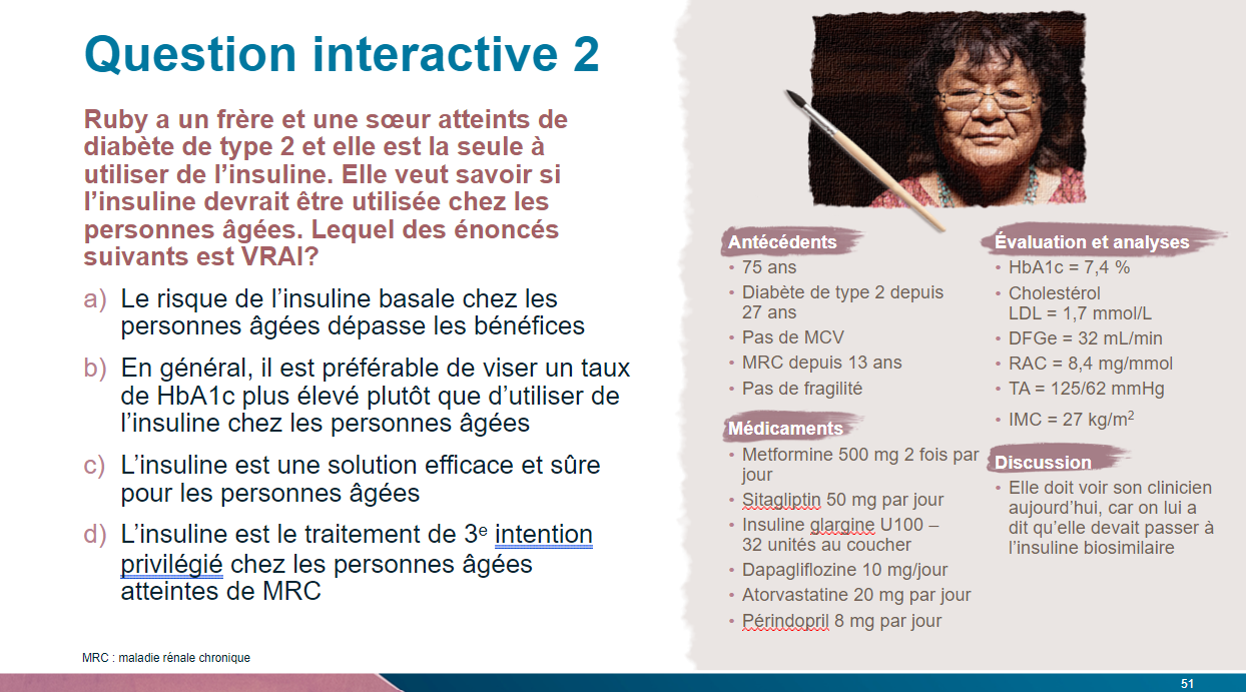 Question interactive 2
Ruby a un frère et une sœur atteints de
diabète de type 2 et elle est la seule à
utiliser de l’insuline. Elle veut savoir si
l’insuline devrait être utilisée chez les
personnes âgées. Lequel des énoncés
suivants est VRAI?
a) Le risque de l’insuline basale chez les
personnes âgées dépasse les bénéfices
b) En général, il est préférable de viser un taux
de HbA1c plus élevé plutôt que d’utiliser de
l’insuline chez les personnes âgées
c) L’insuline est une solution efficace et sûre
pour les personnes âgées
d) L’insuline est le traitement de 3ᵉ intention
privilégié chez les personnes âgées
atteintes de MRC
MRC : maladie rénale chronique
Antécédents
• 75 ans
• Diabète de type 2 depuis
27 ans
• Pas de MCV
• MRC depuis 13 ans
• Pas de fragilité
Médicaments
• Metformine 500 mg 2 fois par
jour
• Sitagliptin 50 mg par jour
• Insuline glargine U100 –
32 unités au coucher
• Dapagliflozine 10 mg/jour
• Atorvastatine 20 mg par jour
• Périndopril 8 mg par jour
Évaluation et analyses
• HbA1c = 7,4 %
• Cholestérol
LDL = 1,7 mmol/L
• DFGe = 32 mL/min
• RAC = 8,4 mg/mmol
• TA = 125/62 mmHg
• IMC = 27 kg/m²
Discussion
• Elle doit voir son clinicien
aujourd’hui, car on lui a
dit qu’elle devait passer à
l’insuline biosimilaire
51